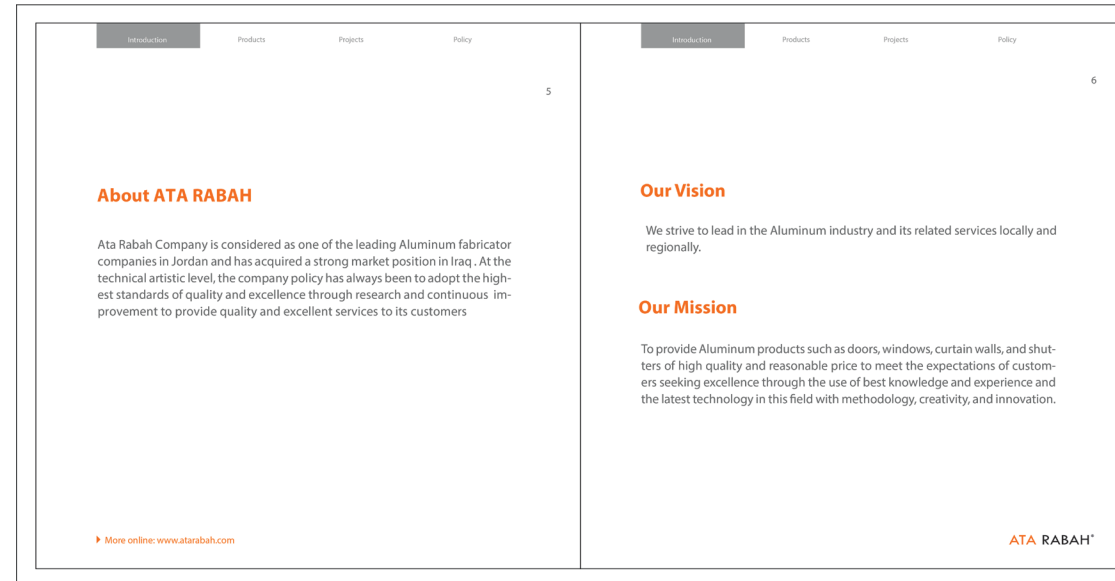 Introduction Products Projects Policy
5
About ATA RABAH
Ata Rabah Company is considered as one of the leading Aluminum fabricator
companies in Jordan and has acquired a strong market position in Iraq . At the
technical artistic level, the company policy has always been to adopt the high-
est standards of quality and excellence through research and continuous im-
provement to provide quality and excellent services to its customers
More online: www.atarabah.com
Introduction Products Projects Policy
6
Our Vision
We strive to lead in the Aluminum industry and its related services locally and
regionally.
Our Mission
To provide Aluminum products such as doors, windows, curtain walls, and shut-
ters of high quality and reasonable price to meet the expectations of custom-
ers seeking excellence through the use of best knowledge and experience and
the latest technology in this field with methodology, creativity, and innovation.
ATA RABAH